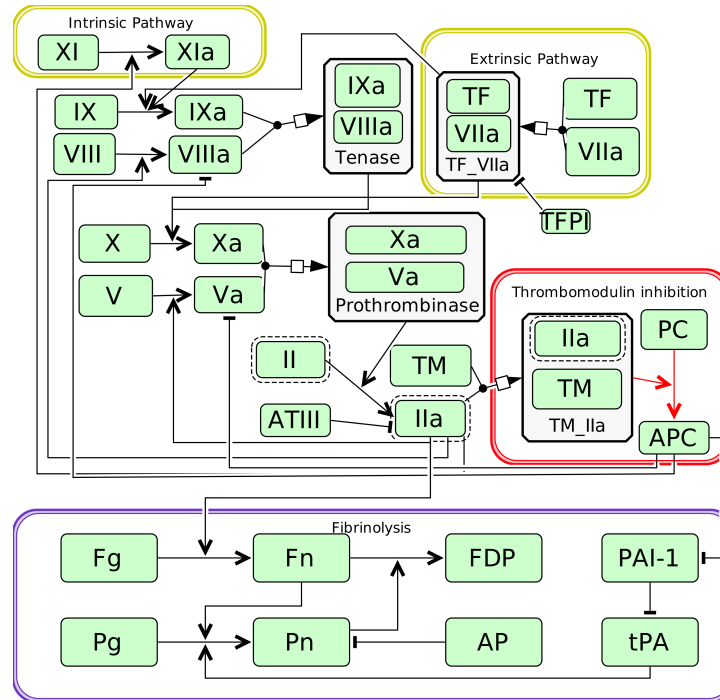 Intrinsic Pathway
XI
XIa
Extrinsic Pathway
IX
IXa
VIII
VIIIa
IXa
VIIIa
Tenase
TF
VIIa
TF_VIIa
TF
VIIa
TFPI
X
Xa
V
Va
Xa
Va
Prothrombinase
Thrombomodulin inhibition
II
TM
ATIII
IIa
IIa
TM
TM_IIa
PC
APC
Fibrinolysis
Fg
Fn
FDP
PAI-1
Pg
Pn
AP
tPA